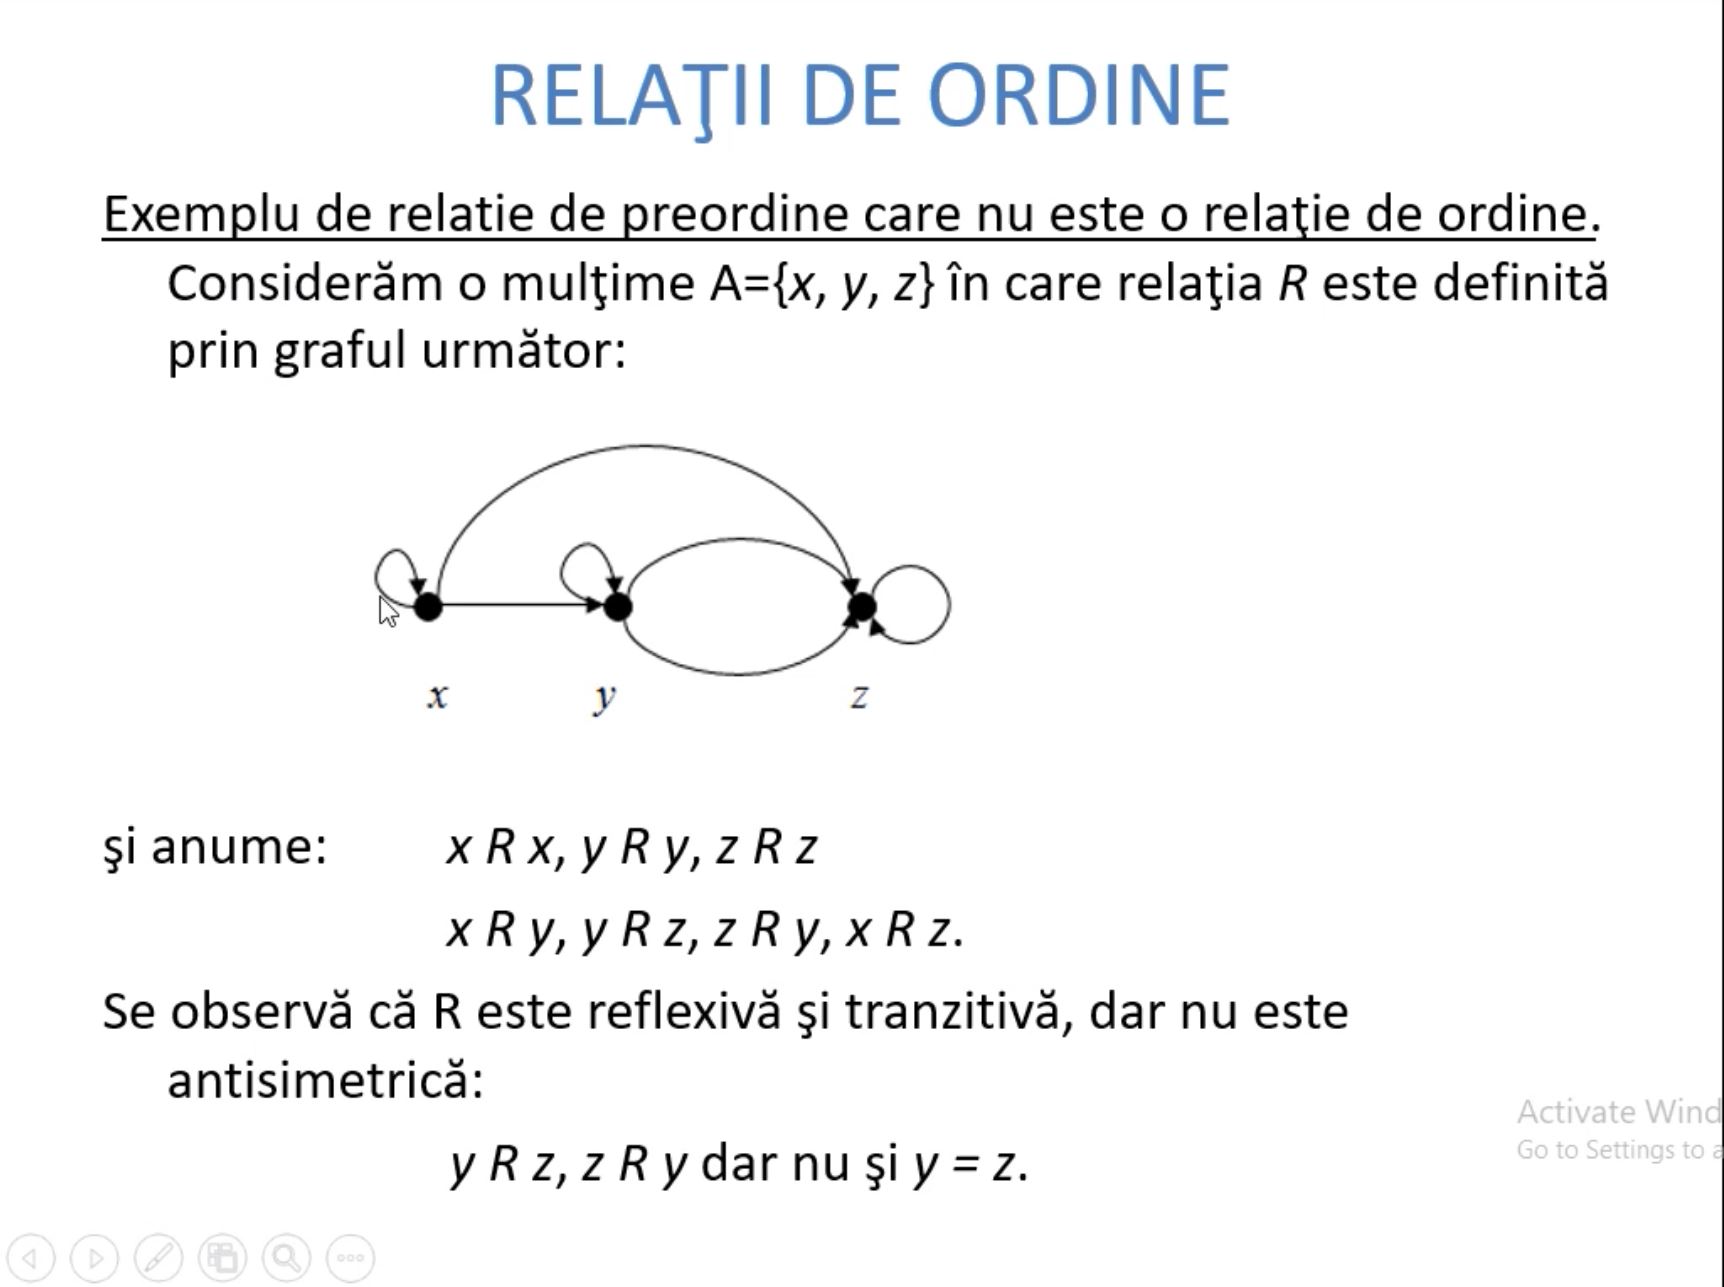 RELAŢII DE ORDINE
Exemplu de relatie de preordine care nu este o relaţie de ordine.
Considerăm o mulţime A={x, y, z} în care relaţia R este definită
prin graful următor:
x y z
şi anume: x R x, y R y, z R z
x R y, y R z, z R y, x R z.
Se observă că R este reflexivă şi tranzitivă, dar nu este
antisimetrică:
y R z, z R y dar nu şi y = z.
Activate Wind
Go to Settings to a